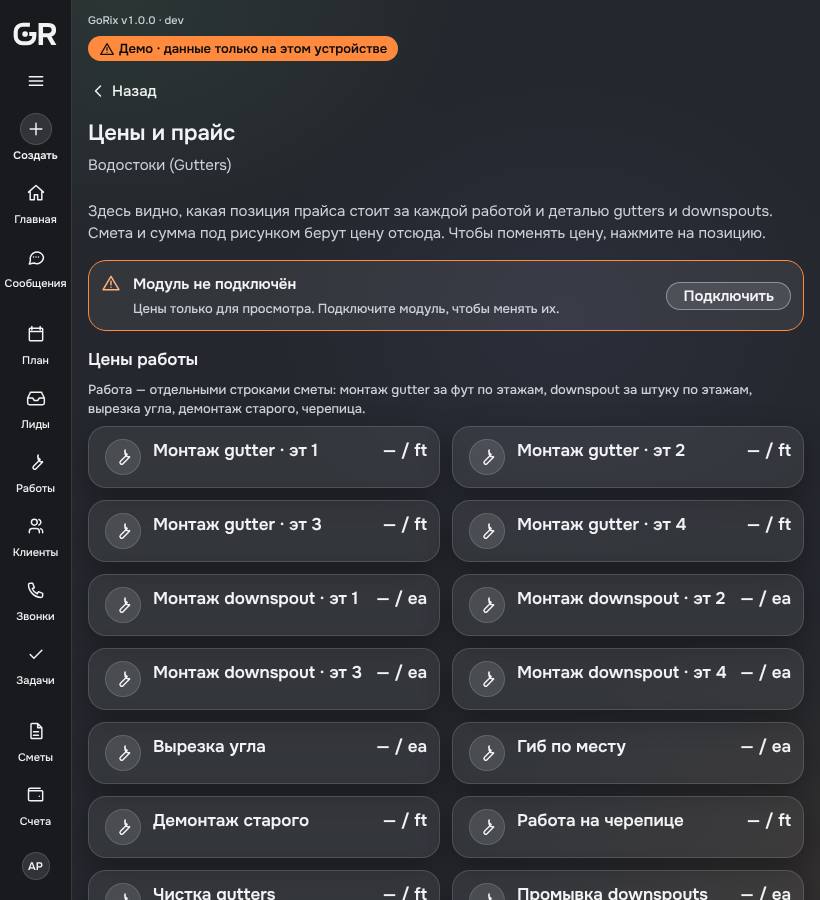 GR
GoRix v1.0.0 · dev
Демо · данные только на этом устройстве
Назад
Цены и прайс
Водостоки (Gutters)
Здесь видно, какая позиция прайса стоит за каждой работой и деталью gutters и downspouts.
Смета и сумма под рисунком берут цену отсюда. Чтобы поменять цену, нажмите на позицию.
Модуль не подключён
Цены только для просмотра. Подключите модуль, чтобы менять их.
Подключить
Цены работы
Работа — отдельными строками сметы: монтаж gutter за фут по этажам, downspout за штуку по этажам,
вырезка угла, демонтаж старого, черепица.
Монтаж gutter · эт 1 — / ft
Монтаж gutter · эт 2 — / ft
Монтаж gutter · эт 3 — / ft
Монтаж gutter · эт 4 — / ft
Монтаж downspout · эт 1 — / ea
Монтаж downspout · эт 2 — / ea
Монтаж downspout · эт 3 — / ea
Монтаж downspout · эт 4 — / ea
Вырезка угла — / ea
Гиб по месту — / ea
Демонтаж старого — / ft
Работа на черепице — / ft
Чистка gutters — / ft
Промывка downspouts — / ea
Создать
Главная
Сообщения
План
Лиды
Работы
Клиенты
Звонки
Задачи
Сметы
Счета
AP